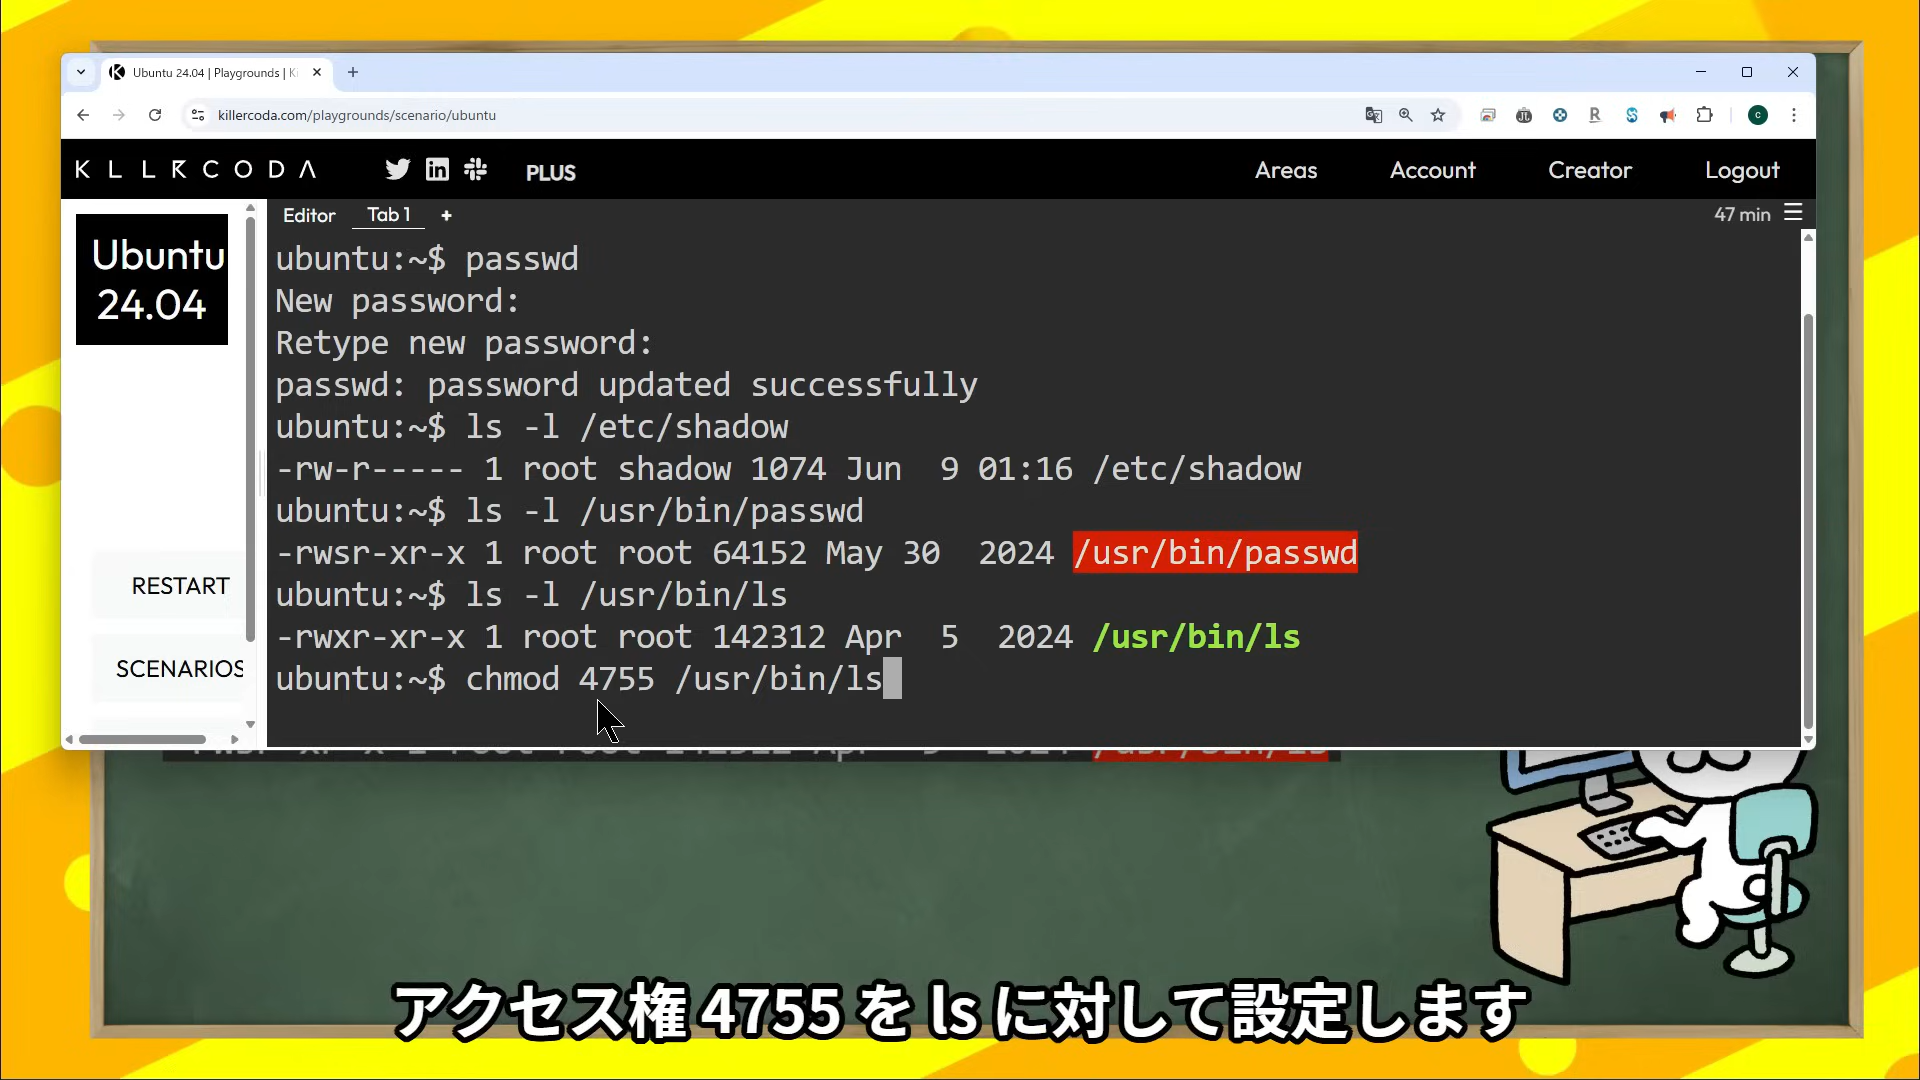 Ubuntu 24.04 | Playgrounds | Ki
killercoda.com/playgrounds/scenario/ubuntu
KLLRCODA
PLUS
Areas
Account
Creator
Logout
Ubuntu
24.04
RESTART
SCENARIOS
Editor
Tab 1
+
47 min
ubuntu:~$ passwd
New password:
Retype new password:
passwd: password updated successfully
ubuntu:~$ ls -l /etc/shadow
-rw-r----- 1 root shadow 1074 Jun  9 01:16 /etc/shadow
ubuntu:~$ ls -l /usr/bin/passwd
-rwsr-xr-x 1 root root 64152 May 30  2024 /usr/bin/passwd
ubuntu:~$ ls -l /usr/bin/ls
-rwxr-xr-x 1 root root 142312 Apr  5  2024 /usr/bin/ls
ubuntu:~$ chmod 4755 /usr/bin/ls
アクセス権 4755 を ls に対して設定します